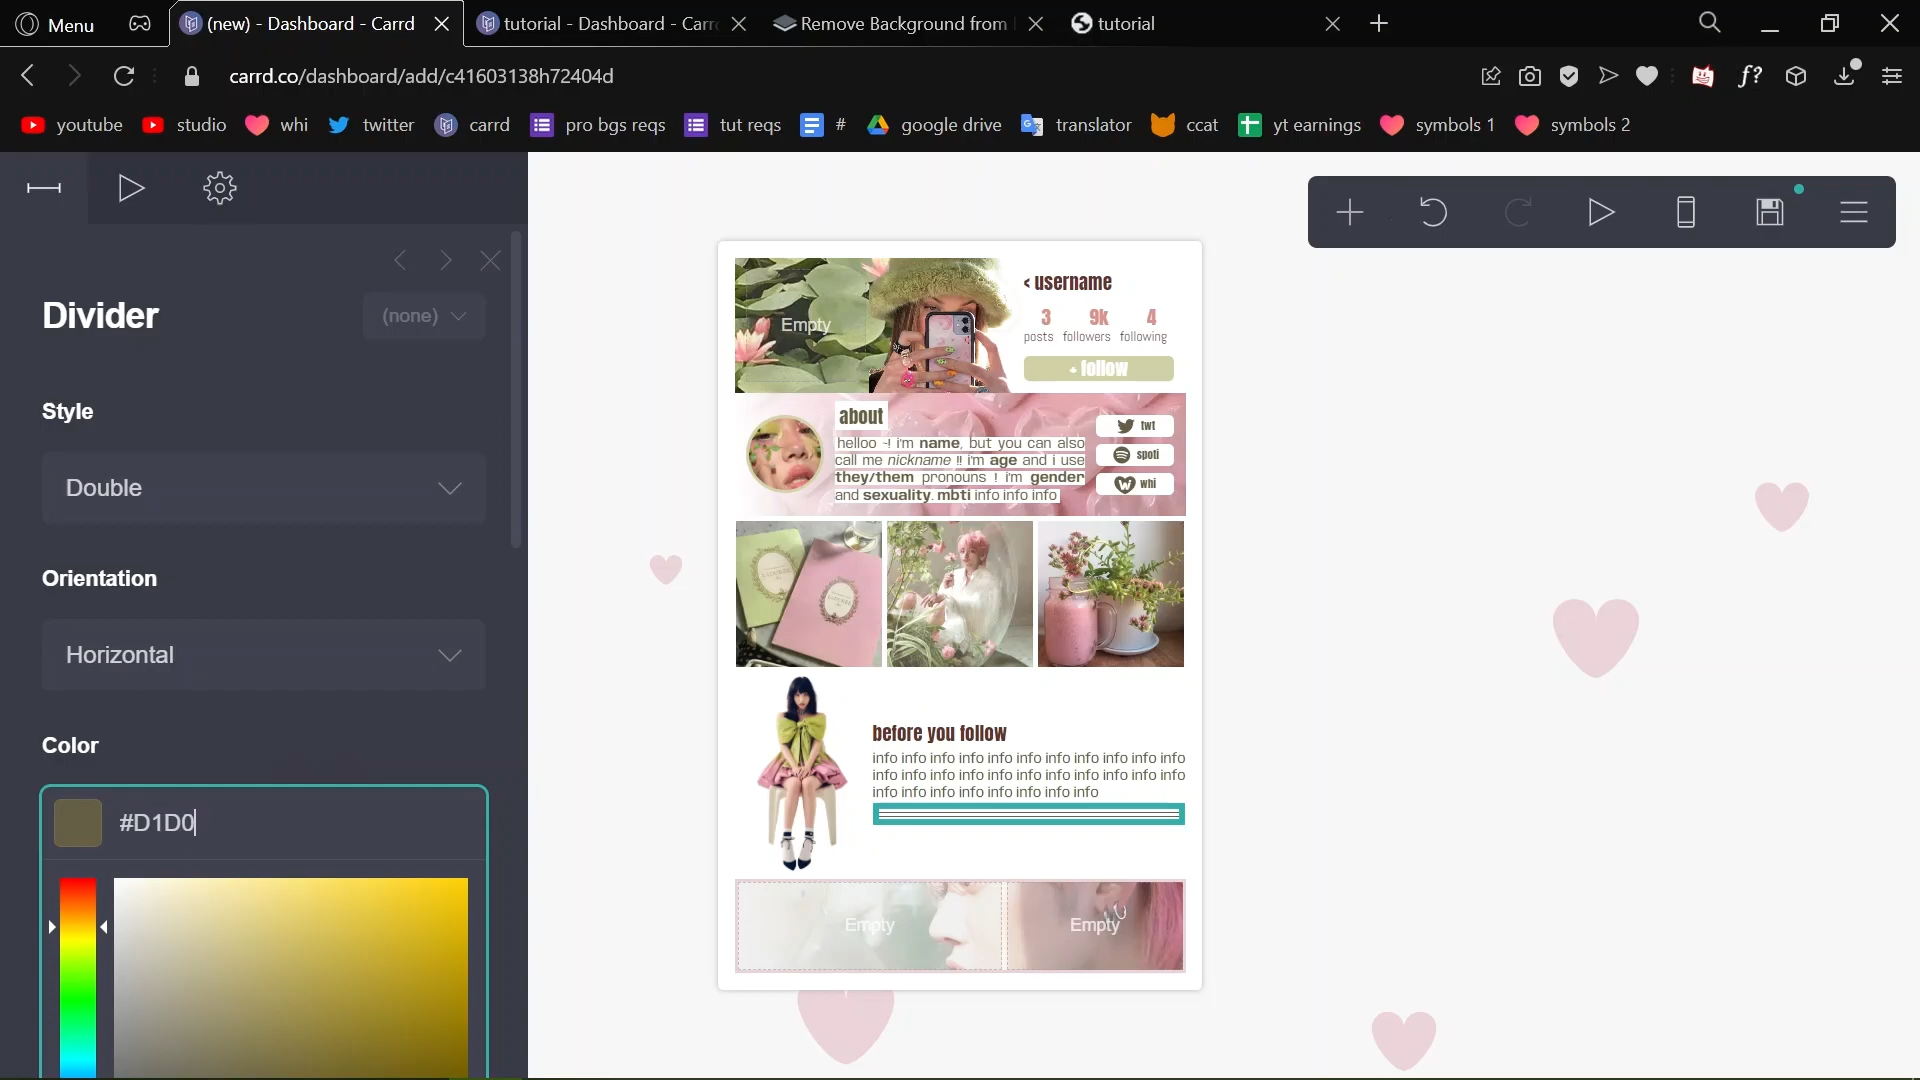 Menu
(new) - Dashboard - Carrd
tutorial - Dashboard - Carr
Remove Background from
tutorial
carrd.co/dashboard/add/c41603138h72404d
youtube
studio
whi
twitter
carrd
pro bgs reqs
tut reqs
#
google drive
translator
ccat
yt earnings
symbols 1
symbols 2
Divider
(none)
Style
Double
Orientation
Horizontal
Color
#D1D0
Empty
< username
3 9k 4
posts followers following
+ follow
about
helloo ~! i'm name, but you can also
call me nickname !! i'm age and i use
they/them pronouns ! i'm gender
and sexuality. mbti info info info
twt
spoti
whi
before you follow
info info info info info info info info info info info
info info info info info info info info info info info
info info info info info info info info
Empty
Empty